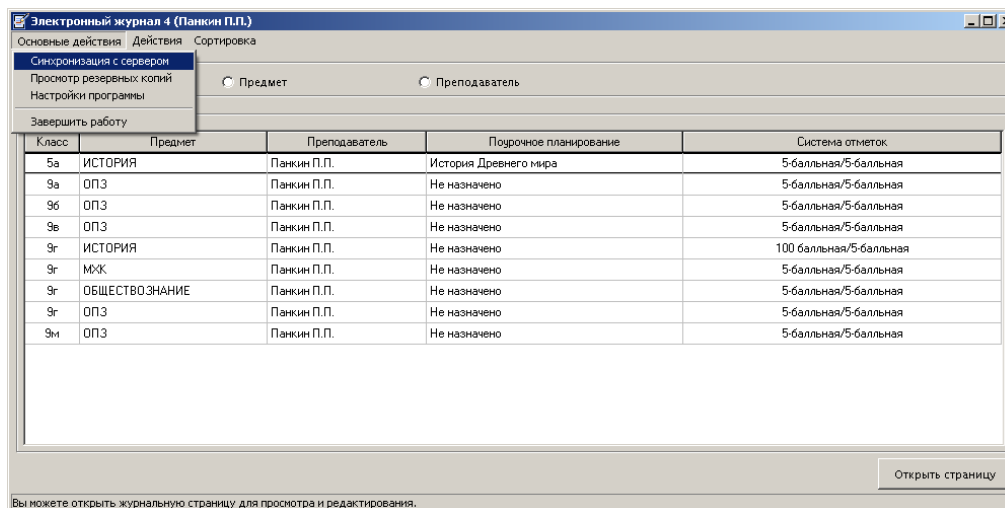 Электронный журнал 4 (Панкин П.П.)
Основные действия Действия Сортировка
Синхронизация с сервером
Просмотр резервных копий
Настройки программы
Завершить работу
Предмет Преподаватель
Класс Предмет Преподаватель Поурочное планирование Система отметок
5а ИСТОРИЯ Панкин П.П. История Древнего мира 5-балльная/5-балльная
9а ОПЗ Панкин П.П. Не назначено 5-балльная/5-балльная
9б ОПЗ Панкин П.П. Не назначено 5-балльная/5-балльная
9в ОПЗ Панкин П.П. Не назначено 5-балльная/5-балльная
9г ИСТОРИЯ Панкин П.П. Не назначено 100 балльная/5-балльная
9г МХК Панкин П.П. Не назначено 5-балльная/5-балльная
9г ОБЩЕСТВОЗНАНИЕ Панкин П.П. Не назначено 5-балльная/5-балльная
9г ОПЗ Панкин П.П. Не назначено 5-балльная/5-балльная
9м ОПЗ Панкин П.П. Не назначено 5-балльная/5-балльная
Открыть страницу
Вы можете открыть журнальную страницу для просмотра и редактирования.